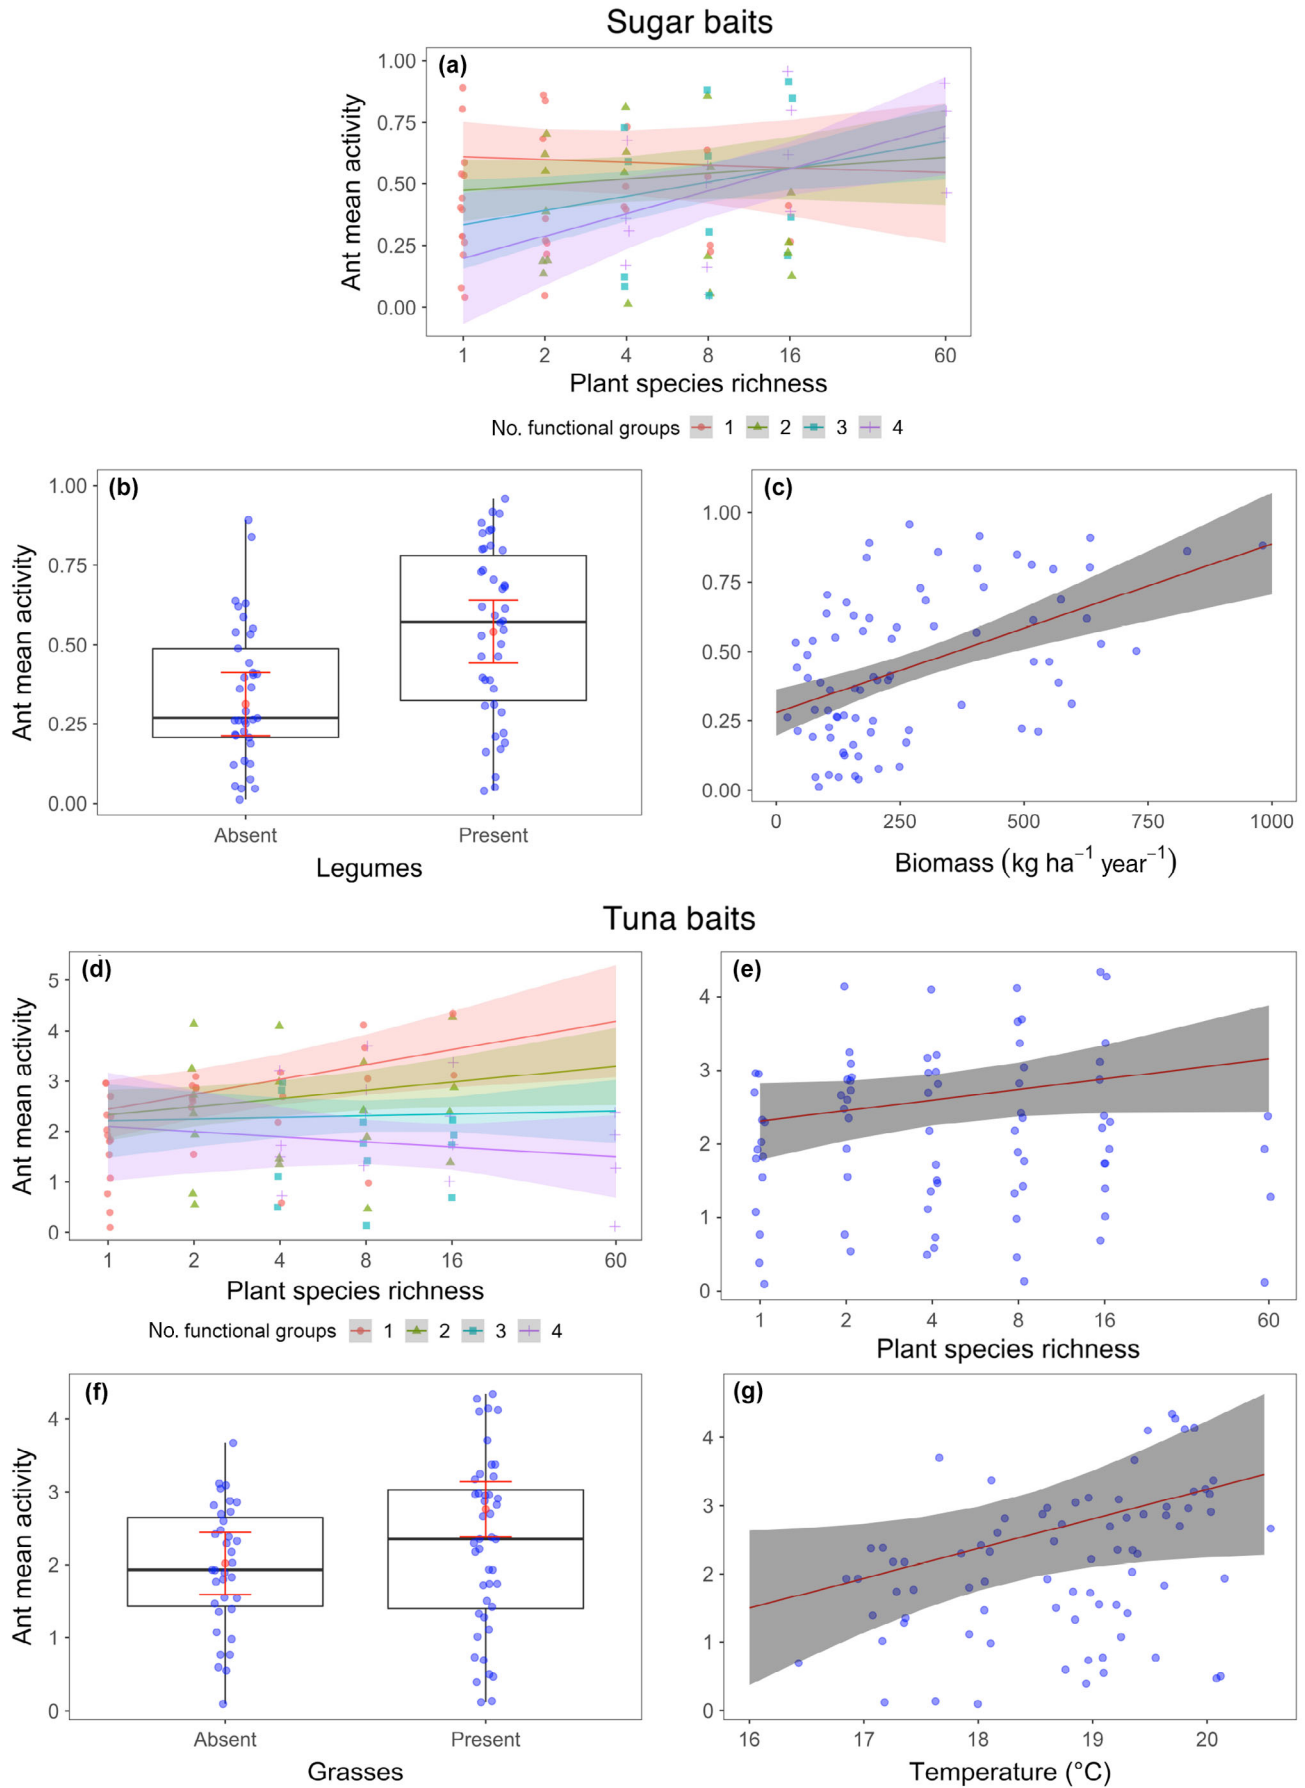 Sugar baits
(a)
Ant mean activity
1.00
0.75
0.50
0.25
0.00
1 2 4 8 16 60
Plant species richness
No. functional groups 1 2 3 4
(b)
Ant mean activity
1.00
0.75
0.50
0.25
0.00
Absent Present
Legumes
(c)
1.00
0.75
0.50
0.25
0.00
0 250 500 750 1000
Biomass (kg ha⁻¹ year⁻¹)
Tuna baits
(d)
Ant mean activity
5
4
3
2
1
0
1 2 4 8 16 60
Plant species richness
No. functional groups 1 2 3 4
(e)
4
3
2
1
0
1 2 4 8 16 60
Plant species richness
(f)
Ant mean activity
4
3
2
1
0
Absent Present
Grasses
(g)
4
3
2
1
0
16 17 18 19 20
Temperature (°C)